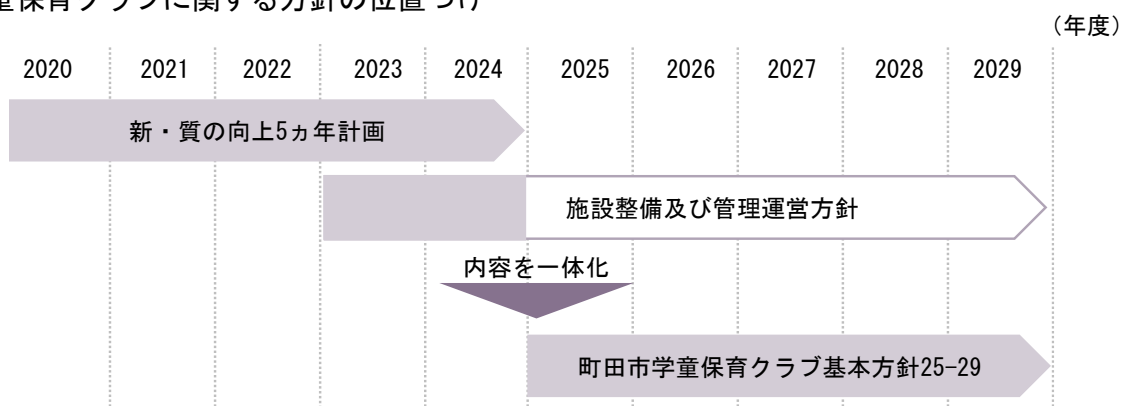 童保育クラブに関する方針の位置づけ
(年度)
2020 2021 2022 2023 2024 2025 2026 2027 2028 2029
新・質の向上5ヵ年計画
施設整備及び管理運営方針
内容を一体化
町田市学童保育クラブ基本方針25-29